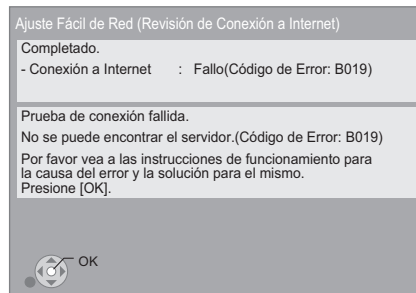 Ajuste Fácil de Red (Revisión de Conexión a Internet)
Completado.
- Conexión a Internet : Fallo(Código de Error: B019)
Prueba de conexión fallida.
No se puede encontrar el servidor.(Código de Error: B019)
Por favor vea a las instrucciones de funcionamiento para
la causa del error y la solución para el mismo.
Presione [OK].
OK